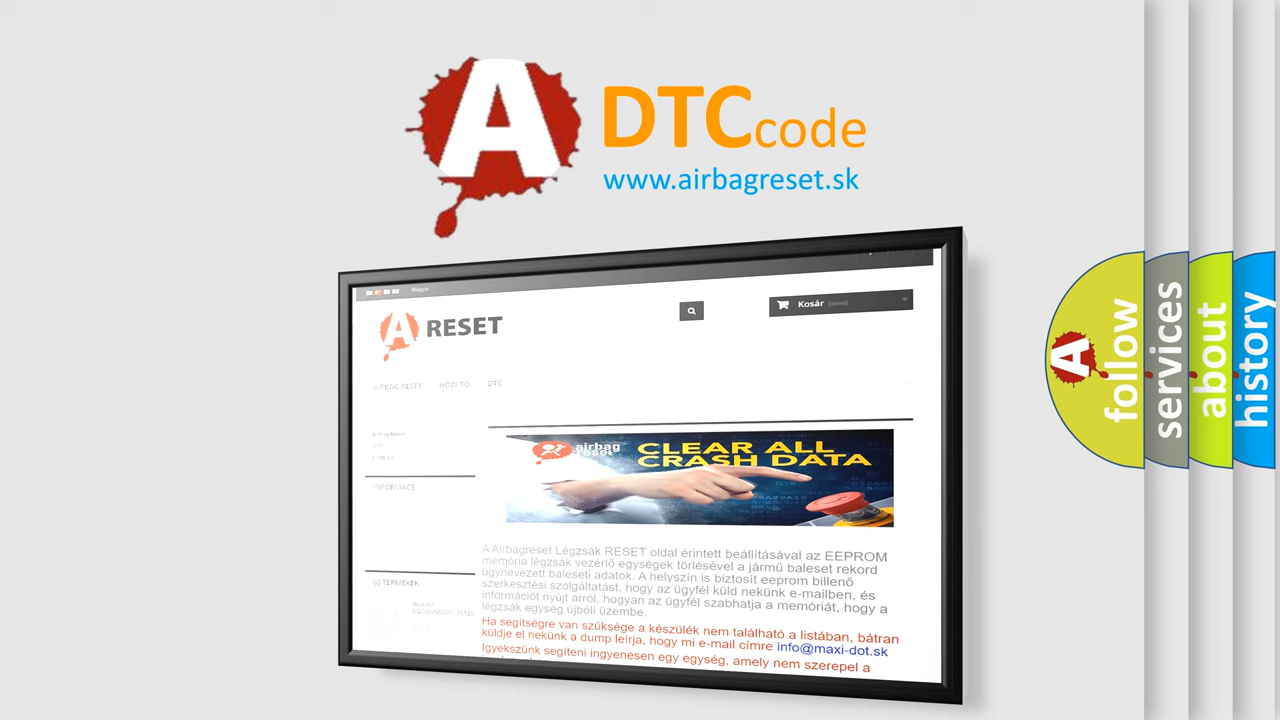 A
DTC code
www.airbagreset.sk
Magyar
A RESET
Kosár (üres)
AIRBAG RESET HOW TO DTC
INFORMACE
airbag
reset
CLEAR ALL
CRASH DATA
A Airbagreset Légzsák RESET oldal érintett beállításával az EEPROM
memória légzsák vezérlő egységek törlésével a jármű baleset rekord
úgynevezett baleseti adatok. A helyszín is biztosít eeprom billenő
szerkesztési szolgáltatást, hogy az ügyfél küld nekünk e-mailben, és
információt nyújt arról, hogyan az ügyfél szabhatja a memóriát, hogy a
légzsák egység újbóli üzembe.
Ha segítségre van szüksége a készülék nem található a listában, bátran
küldje el nekünk a dump leírja, hogy mi e-mail címre info@maxi-dot.sk
Igyekszünk segíteni ingyenesen egy egység, amely nem szerepel a
ÚJ TERMÉKEK
A
follow
services
about
history